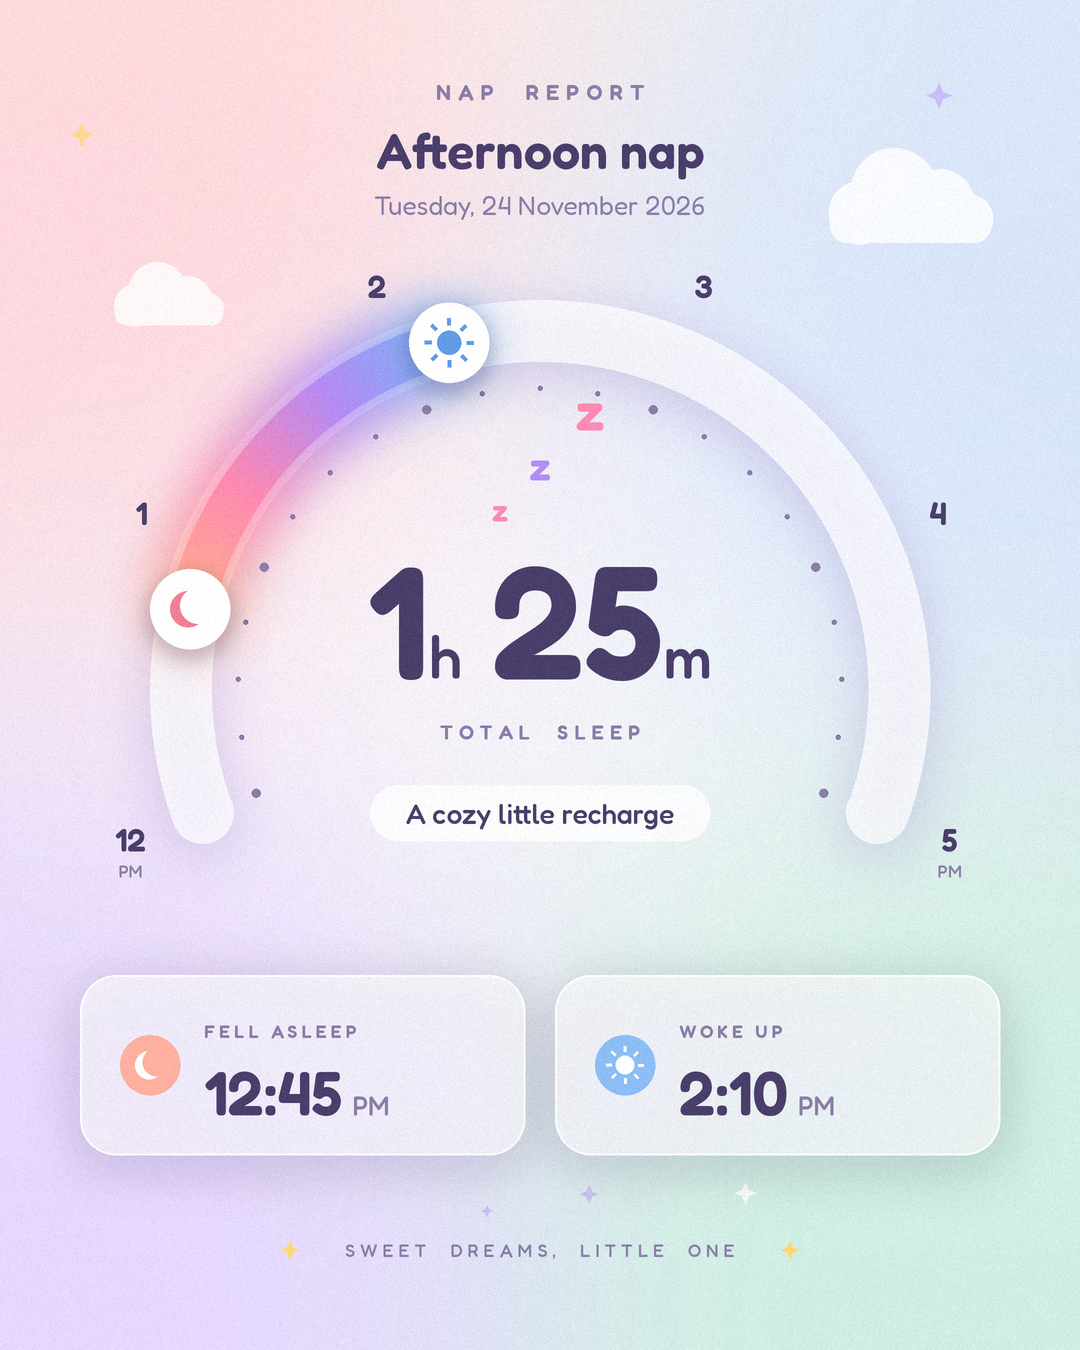 NAP REPORT
Afternoon nap
Tuesday, 24 November 2026
2
3
1
4
z
z
z
1h 25m
TOTAL SLEEP
A cozy little recharge
12
PM
5
PM
FELL ASLEEP
12:45 PM
WOKE UP
2:10 PM
SWEET DREAMS, LITTLE ONE